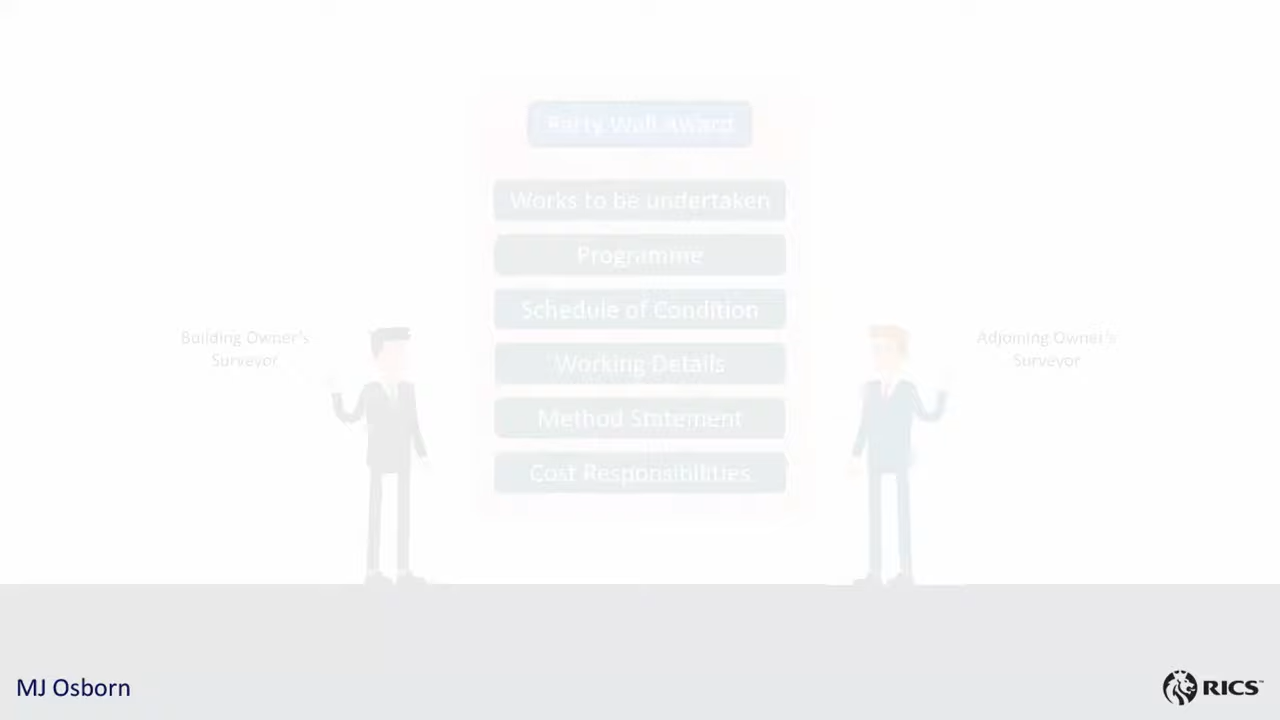 Party Wall Award
Works to be undertaken
Programme
Schedule of Condition
Building Owner's
Surveyor
Adjoining Owner's
Surveyor
Working Details
Method Statement
Cost Responsibilities
MJ Osborn
RICS™